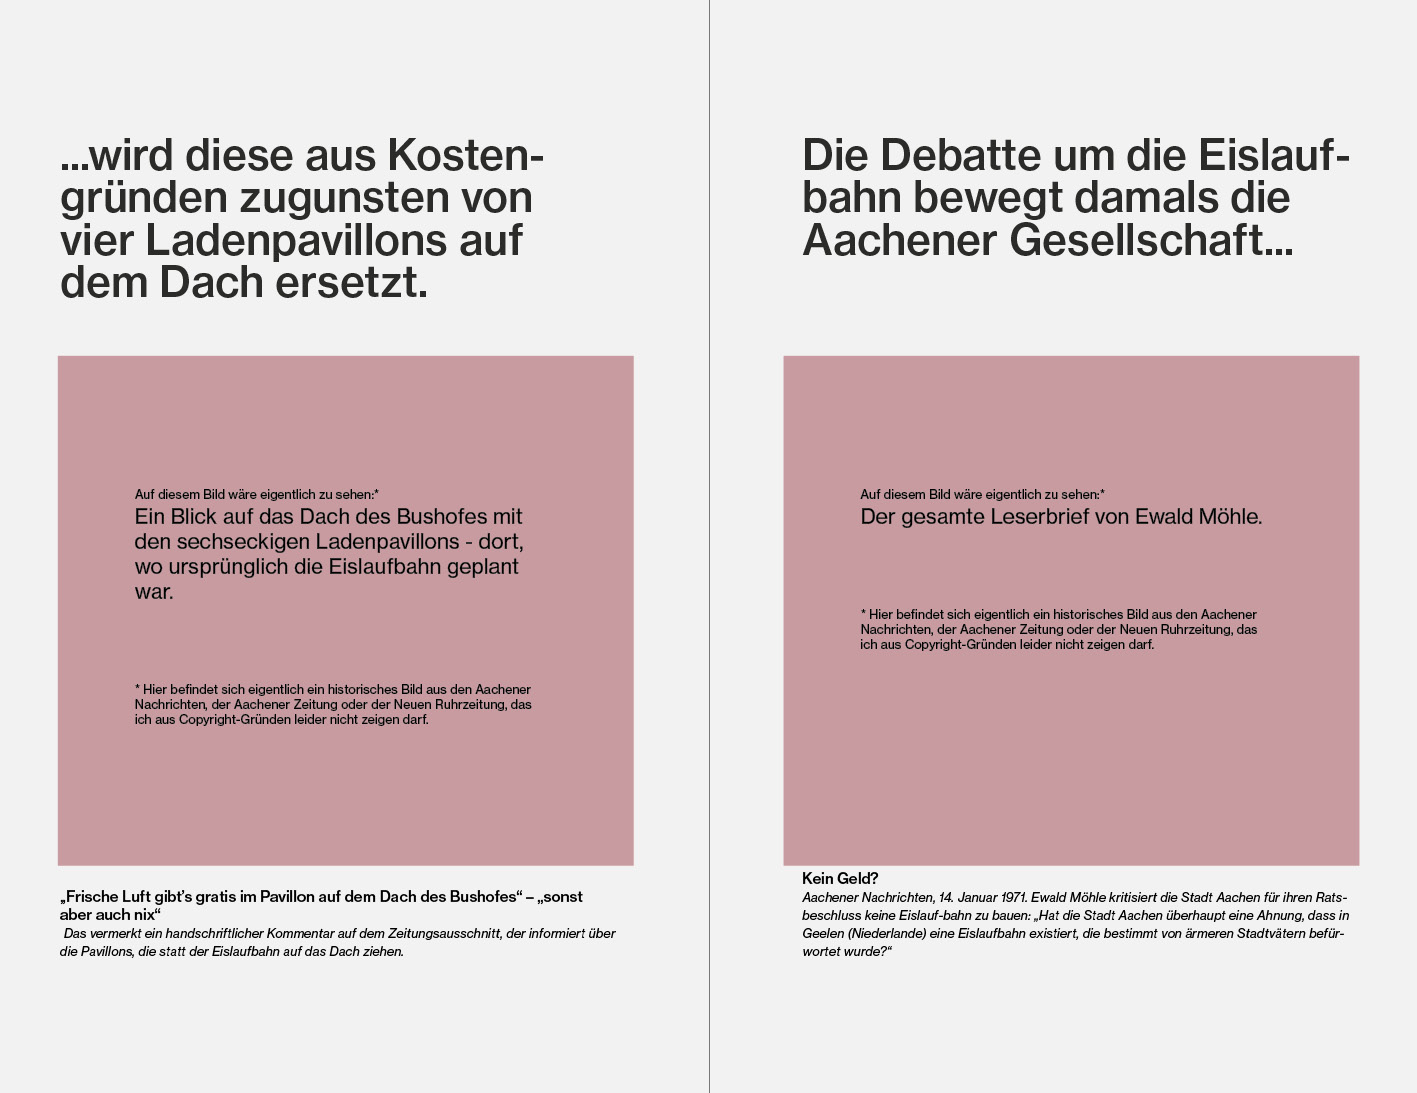 ...wird diese aus Kosten-
gründen zugunsten von
vier Ladenpavillons auf
dem Dach ersetzt.
Auf diesem Bild wäre eigentlich zu sehen:*
Ein Blick auf das Dach des Bushofes mit
den sechseckigen Ladenpavillons - dort,
wo ursprünglich die Eislaufbahn geplant
war.
* Hier befindet sich eigentlich ein historisches Bild aus den Aachener
Nachrichten, der Aachener Zeitung oder der Neuen Ruhrzeitung, das
ich aus Copyright-Gründen leider nicht zeigen darf.
„Frische Luft gibt’s gratis im Pavillon auf dem Dach des Bushofes“ – „sonst
aber auch nix“
Das vermerkt ein handschriftlicher Kommentar auf dem Zeitungsausschnitt, der informiert über
die Pavillons, die statt der Eislaufbahn auf das Dach ziehen.
Die Debatte um die Eislauf-
bahn bewegt damals die
Aachener Gesellschaft...
Auf diesem Bild wäre eigentlich zu sehen:*
Der gesamte Leserbrief von Ewald Möhle.
* Hier befindet sich eigentlich ein historisches Bild aus den Aachener
Nachrichten, der Aachener Zeitung oder der Neuen Ruhrzeitung, das
ich aus Copyright-Gründen leider nicht zeigen darf.
Kein Geld?
Aachener Nachrichten, 14. Januar 1971. Ewald Möhle kritisiert die Stadt Aachen für ihren Rats-
beschluss keine Eislauf-bahn zu bauen: „Hat die Stadt Aachen überhaupt eine Ahnung, dass in
Geelen (Niederlande) eine Eislaufbahn existiert, die bestimmt von ärmeren Stadtvätern befür-
wortet wurde?“